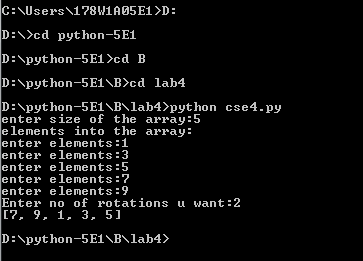 C:\Users\178W1A05E1>D:
D:\>cd python-5E1
D:\python-5E1>cd B
D:\python-5E1\B>cd lab4
D:\python-5E1\B\lab4>python cse4.py
enter size of the array:5
elements into the array:
enter elements:1
enter elements:3
enter elements:5
enter elements:7
enter elements:9
Enter no of rotations u want:2
[7, 9, 1, 3, 5]
D:\python-5E1\B\lab4>